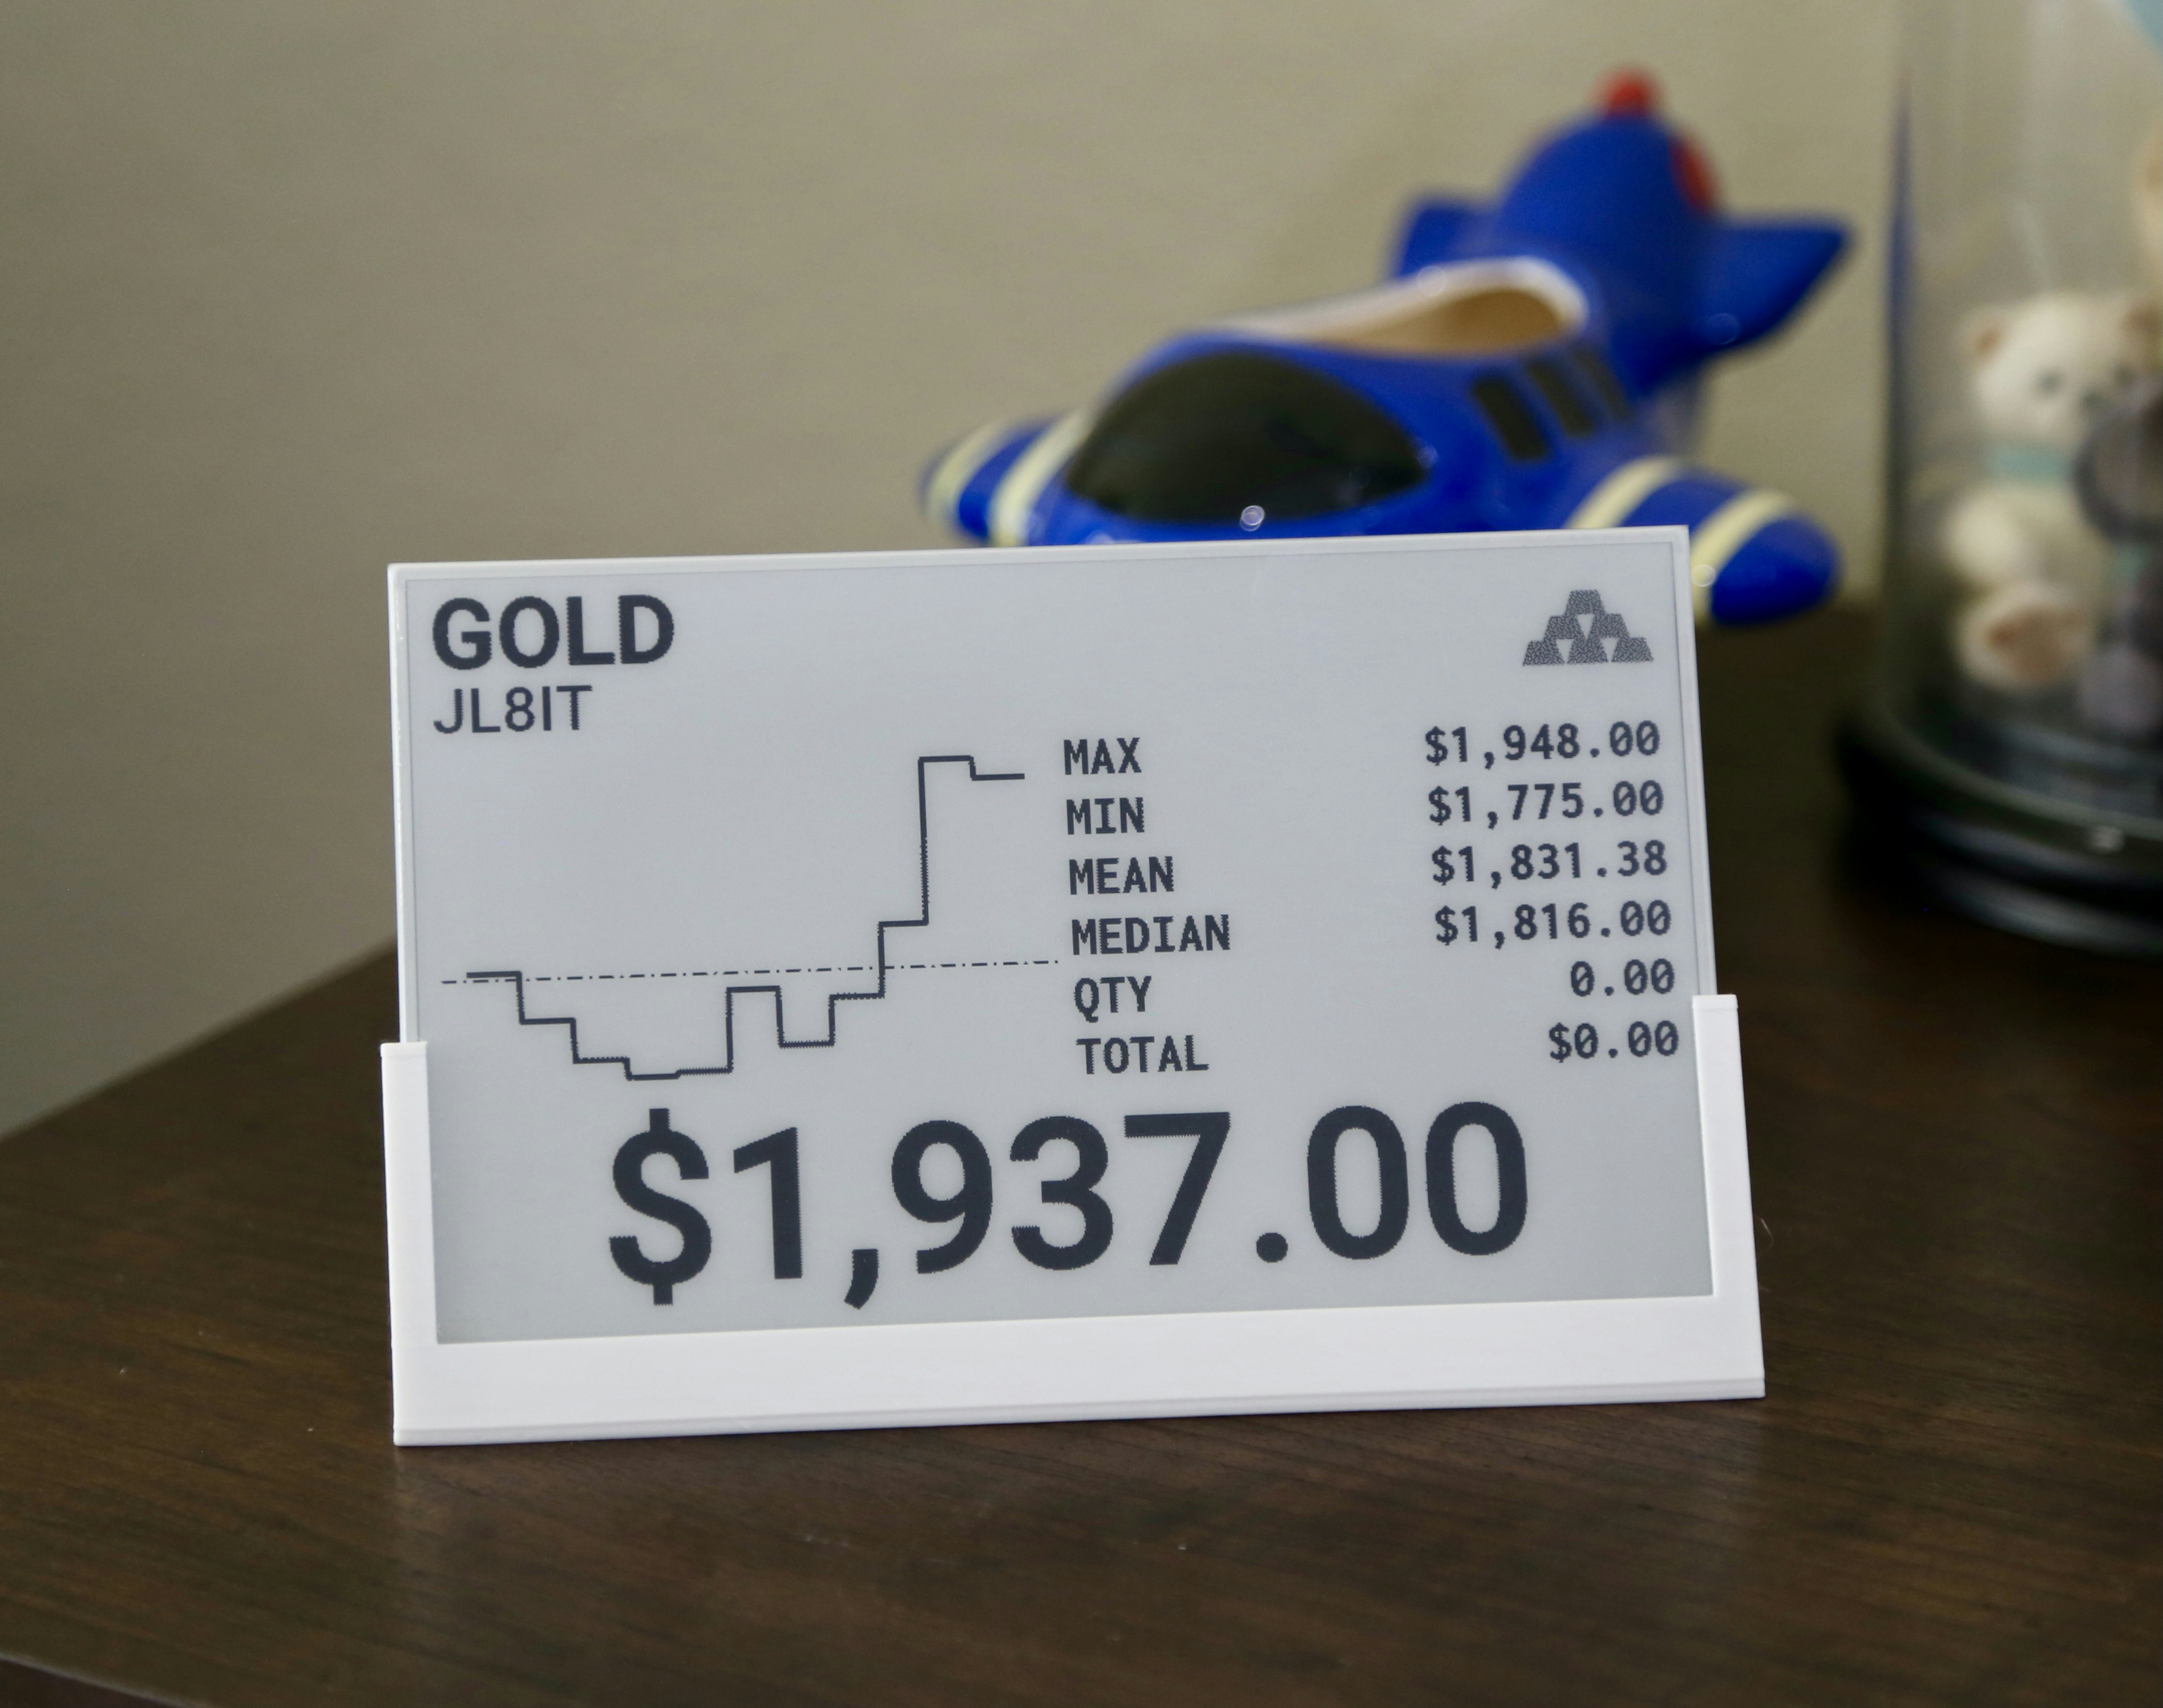 GOLD
JL8IT
MAX $1,948.00
MIN $1,775.00
MEAN $1,831.38
MEDIAN $1,816.00
QTY 0.00
TOTAL $0.00
$1,937.00